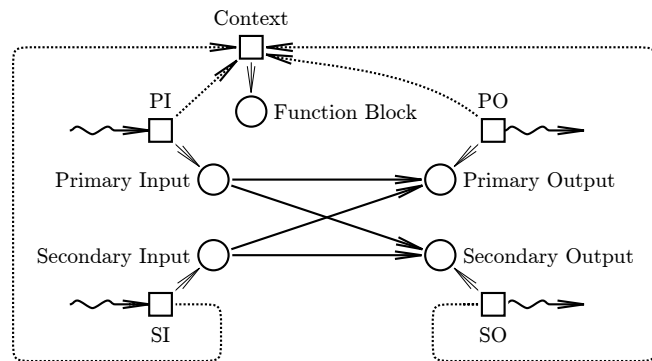 Context
PI
PO
Function Block
Primary Input
Primary Output
Secondary Input
Secondary Output
SI
SO